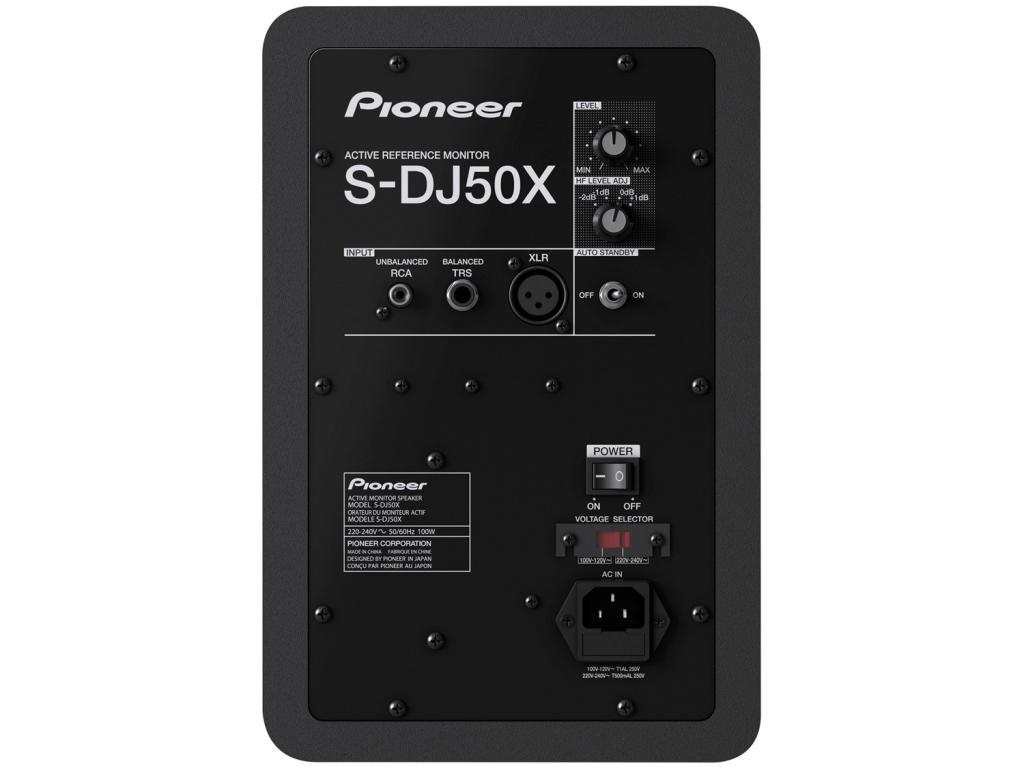 Pioneer
ACTIVE REFERENCE MONITOR
S-DJ50X
LEVEL
MIN MAX
HF LEVEL ADJ
-2dB -1dB 0dB +1dB
INPUT
UNBALANCED
RCA
BALANCED
TRS
XLR
AUTO STANDBY
OFF ON
POWER
ON OFF
VOLTAGE SELECTOR
100V-120V~ 220V-240V~
AC IN
100V-120V~ T1AL 250V
220V-240V~ T500mAL 250V
Pioneer
ACTIVE MONITOR SPEAKER
MODEL S-DJ50X
ORATEUR DU MONITEUR ACTIF
MODELE S-DJ50X
220-240V~ 50/60Hz 100W
PIONEER CORPORATION
MADE IN CHINA FABRIQUE EN CHINE
DESIGNED BY PIONEER IN JAPAN
CONÇU PAR PIONEER AU JAPON